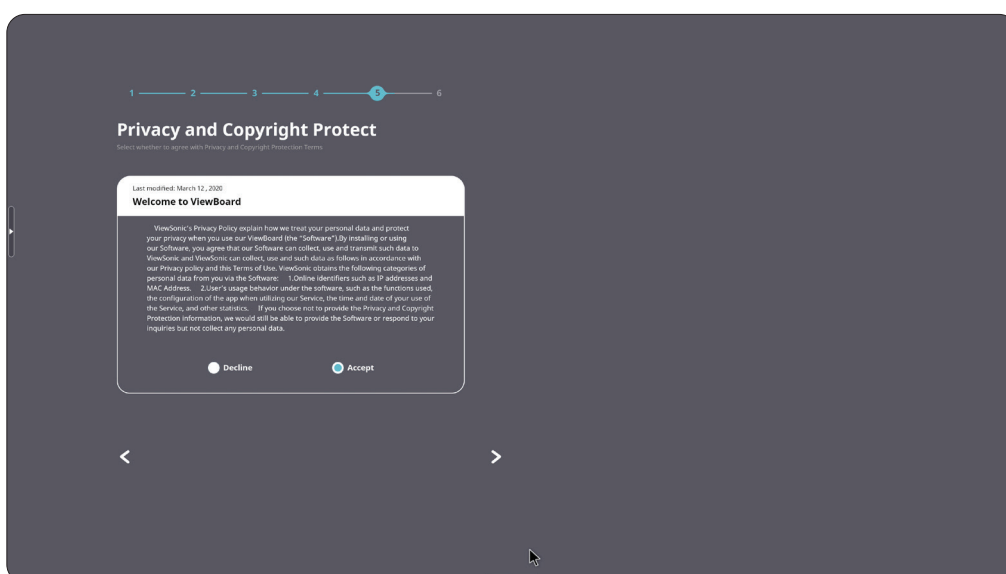 1 2 3 4 5 6
Privacy and Copyright Protect
Select whether to agree with Privacy and Copyright Protection Terms
Last modified: March 12 , 2020
Welcome to ViewBoard
ViewSonic's Privacy Policy explain how we treat your personal data and protect
your privacy when you use our ViewBoard (the "Software").By installing or using
our Software, you agree that our Software can collect, use and transmit such data to
ViewSonic and ViewSonic can collect, use and such data as follows in accordance with
our Privacy policy and this Terms of Use. ViewSonic obtains the following categories of
personal data from you via the Software: 1.Online identifiers such as IP addresses and
MAC Address. 2.User's usage behavior under the software, such as the functions used,
the configuration of the app when utilizing our Service, the time and date of your use of
the Service, and other statistics. If you choose not to provide the Privacy and Copyright
Protection information, we would still be able to provide the Software or respond to your
inquiries but not collect any personal data.
Decline Accept